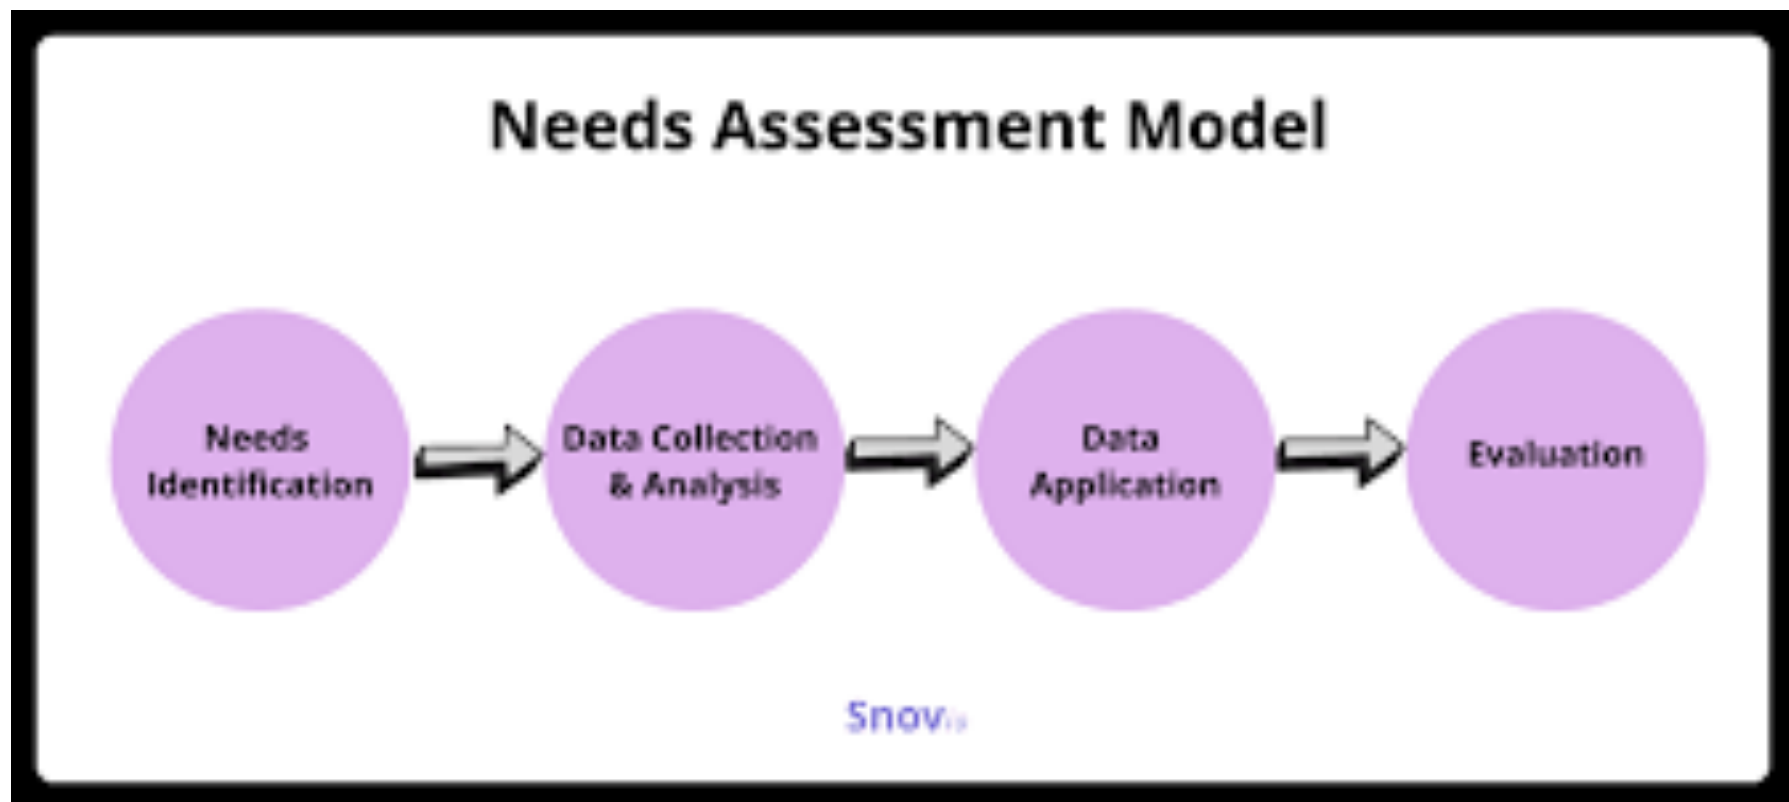 Needs Assessment Model
Needs
Identification
Data Collection
& Analysis
Data
Application
Evaluation
Snov